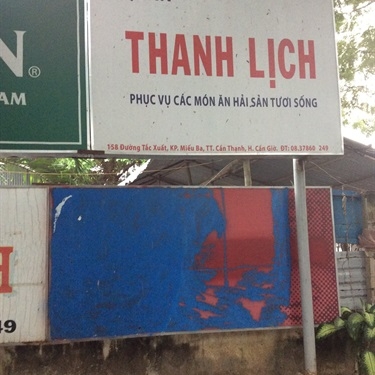 N ®
AM
THANH LỊCH
PHỤC VỤ CÁC MÓN ĂN HẢI SẢN TƯƠI SỐNG
158 Đường Tắc Xuất, KP. Miễu Ba, TT. Cần Thạnh, H. Cần Giờ. ĐT: 08.37860 249
H
49